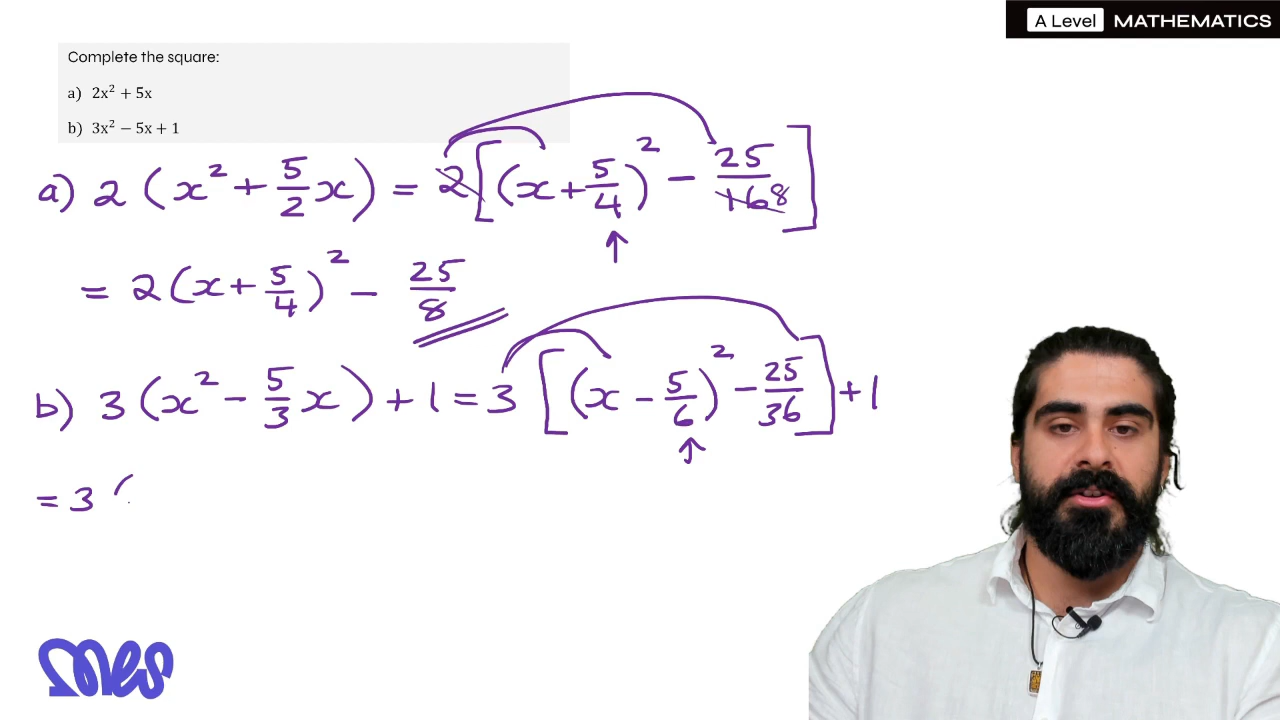 A Level MATHEMATICS
Complete the square:
a) 2x² + 5x
b) 3x² − 5x + 1
a) 2 (x² + 5/2 x) = 2[(x + 5/4)² − 25/16 8]
= 2(x + 5/4)² − 25/8
b) 3 (x² − 5/3 x) + 1 = 3 [(x − 5/6)² − 25/36] + 1
= 3 (